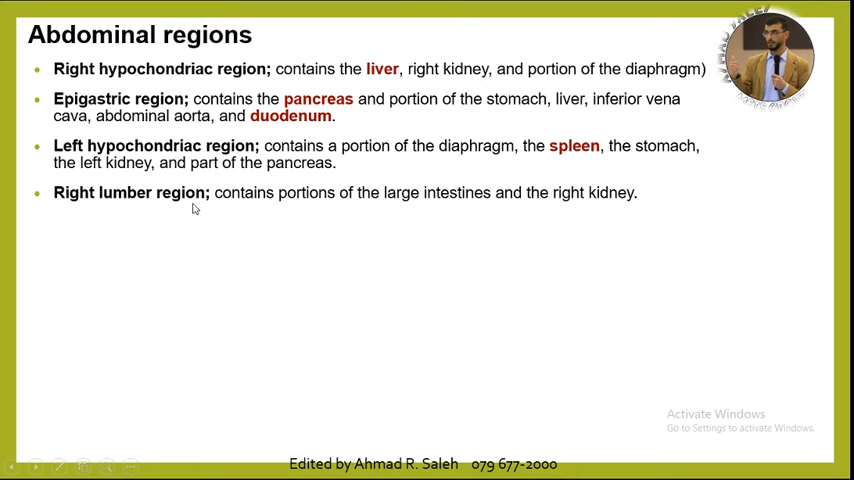 Abdominal regions
• Right hypochondriac region; contains the liver, right kidney, and portion of the diaphragm)
• Epigastric region; contains the pancreas and portion of the stomach, liver, inferior vena
cava, abdominal aorta, and duodenum.
• Left hypochondriac region; contains a portion of the diaphragm, the spleen, the stomach,
the left kidney, and part of the pancreas.
• Right lumber region; contains portions of the large intestines and the right kidney.
Activate Windows
Go to Settings to activate Windows.
Edited by Ahmad R. Saleh 079 677-2000